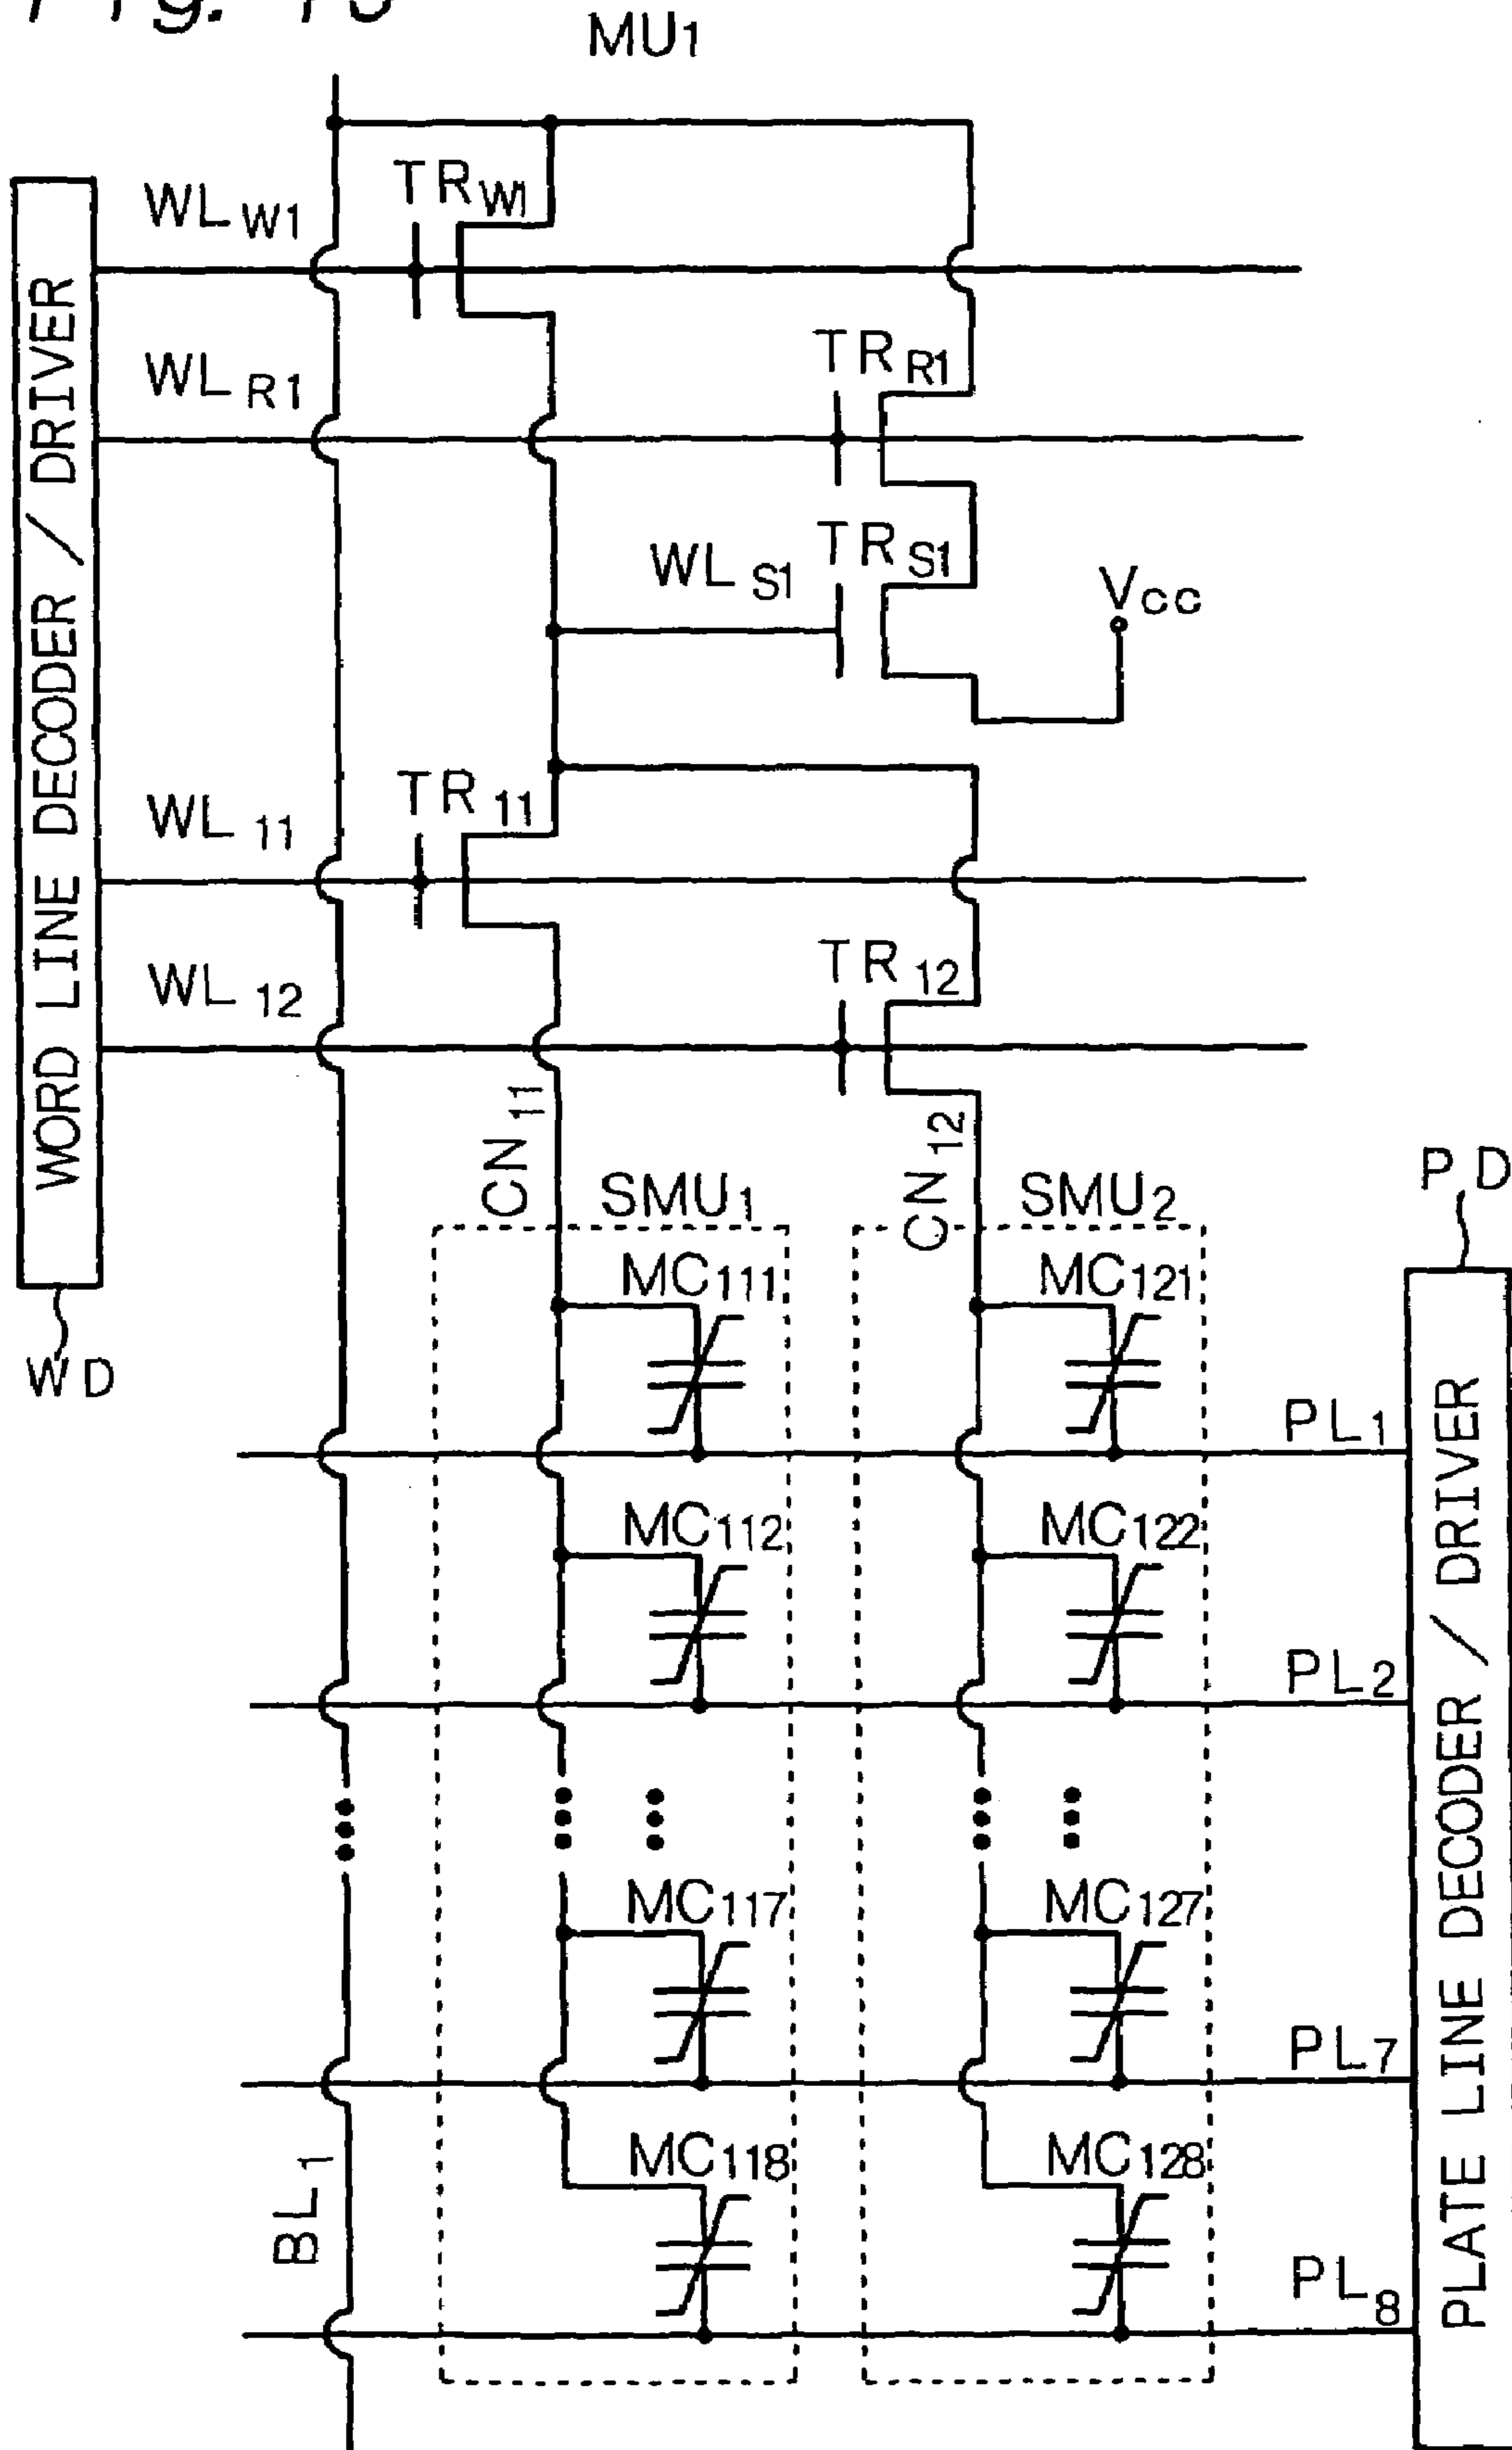 MU1
TRW1
WLW1
TRR1
WLR1
TRS1
WLS1
Vcc
WORD LINE DECODER / DRIVER
TR11
WL11
TR12
WL12
CN11
CN12
PD
SMU1
SMU2
MC111
MC121
WD
PL1
MC112
MC122
PL2
MC117
MC127
PL7
MC118
MC128
BL1
PL8
PLATE LINE DECODER / DRIVER